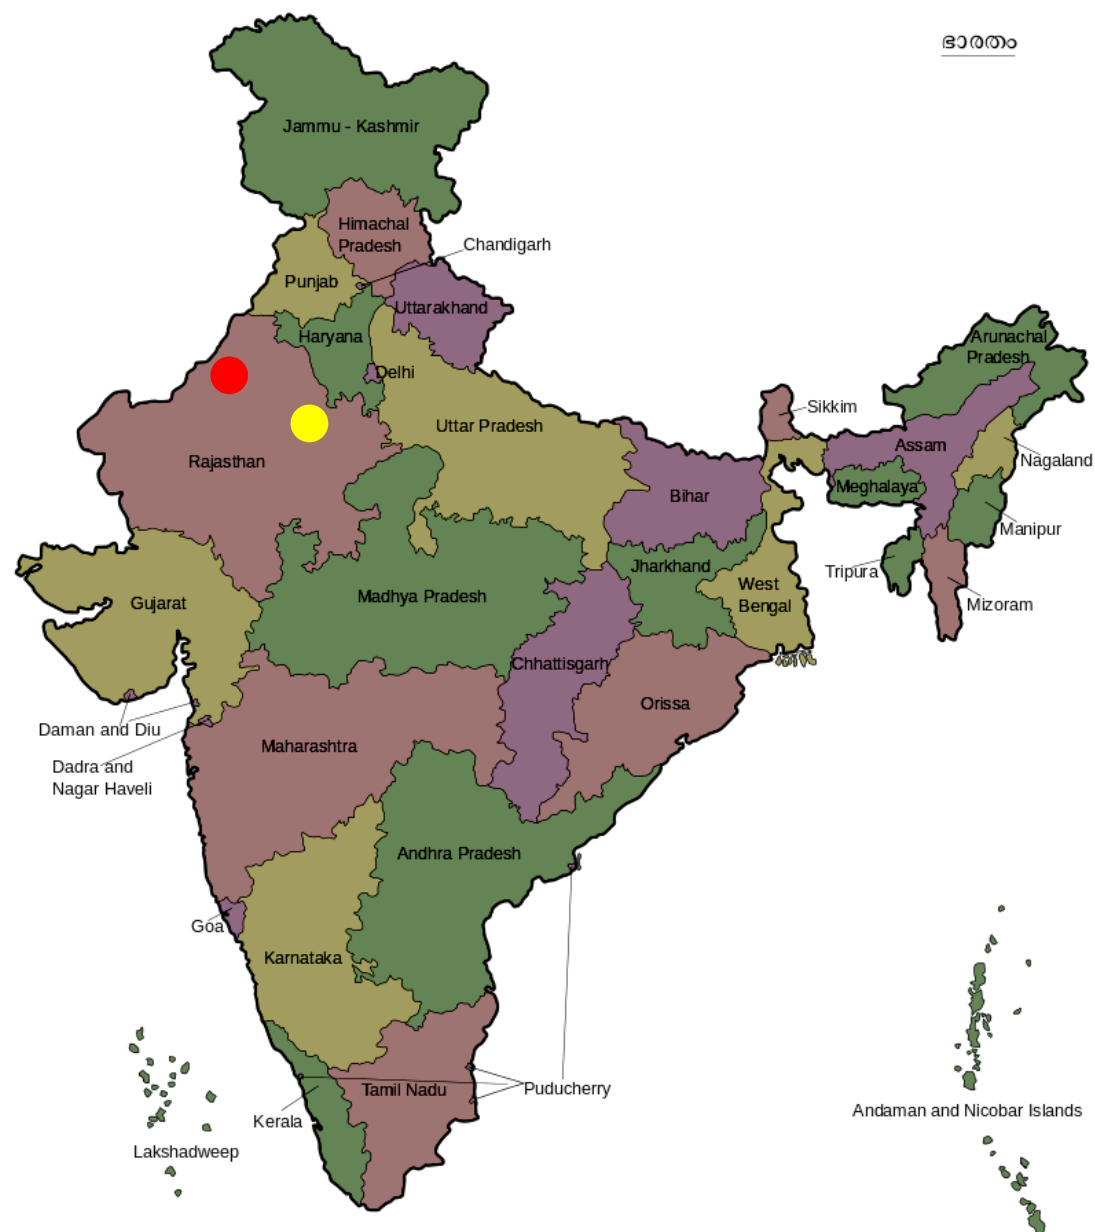 ഭാരതം
Jammu - Kashmir
Himachal
Pradesh
Chandigarh
Punjab
Uttarakhand
Haryana
Delhi
Arunachal
Pradesh
Sikkim
Uttar Pradesh
Assam
Rajasthan
Nagaland
Bihar
Meghalaya
Manipur
Jharkhand
Tripura
West
Bengal
Madhya Pradesh
Gujarat
Mizoram
Chhattisgarh
Orissa
Daman and Diu
Maharashtra
Dadra and
Nagar Haveli
Andhra Pradesh
Goa
Karnataka
Tamil Nadu
Puducherry
Kerala
Andaman and Nicobar Islands
Lakshadweep